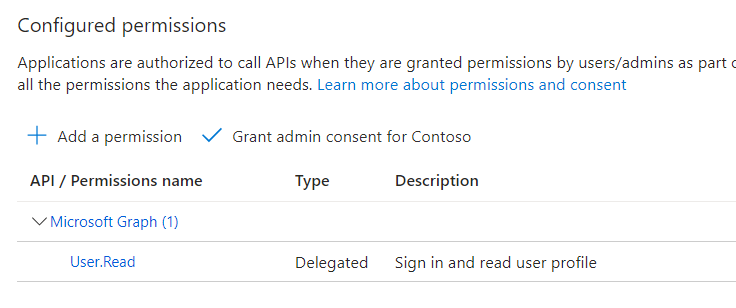 Configured permissions
Applications are authorized to call APIs when they are granted permissions by users/admins as part
all the permissions the application needs. Learn more about permissions and consent
Add a permission Grant admin consent for Contoso
API / Permissions name Type Description
Microsoft Graph (1)
User.Read Delegated Sign in and read user profile